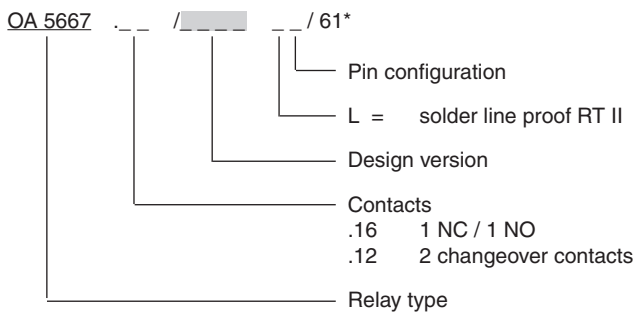 OA 5667 ._ _ /_ _ _ _ _ _ / 61*
Pin configuration
L = solder line proof RT II
Design version
Contacts
.16 1 NC / 1 NO
.12 2 changeover contacts
Relay type